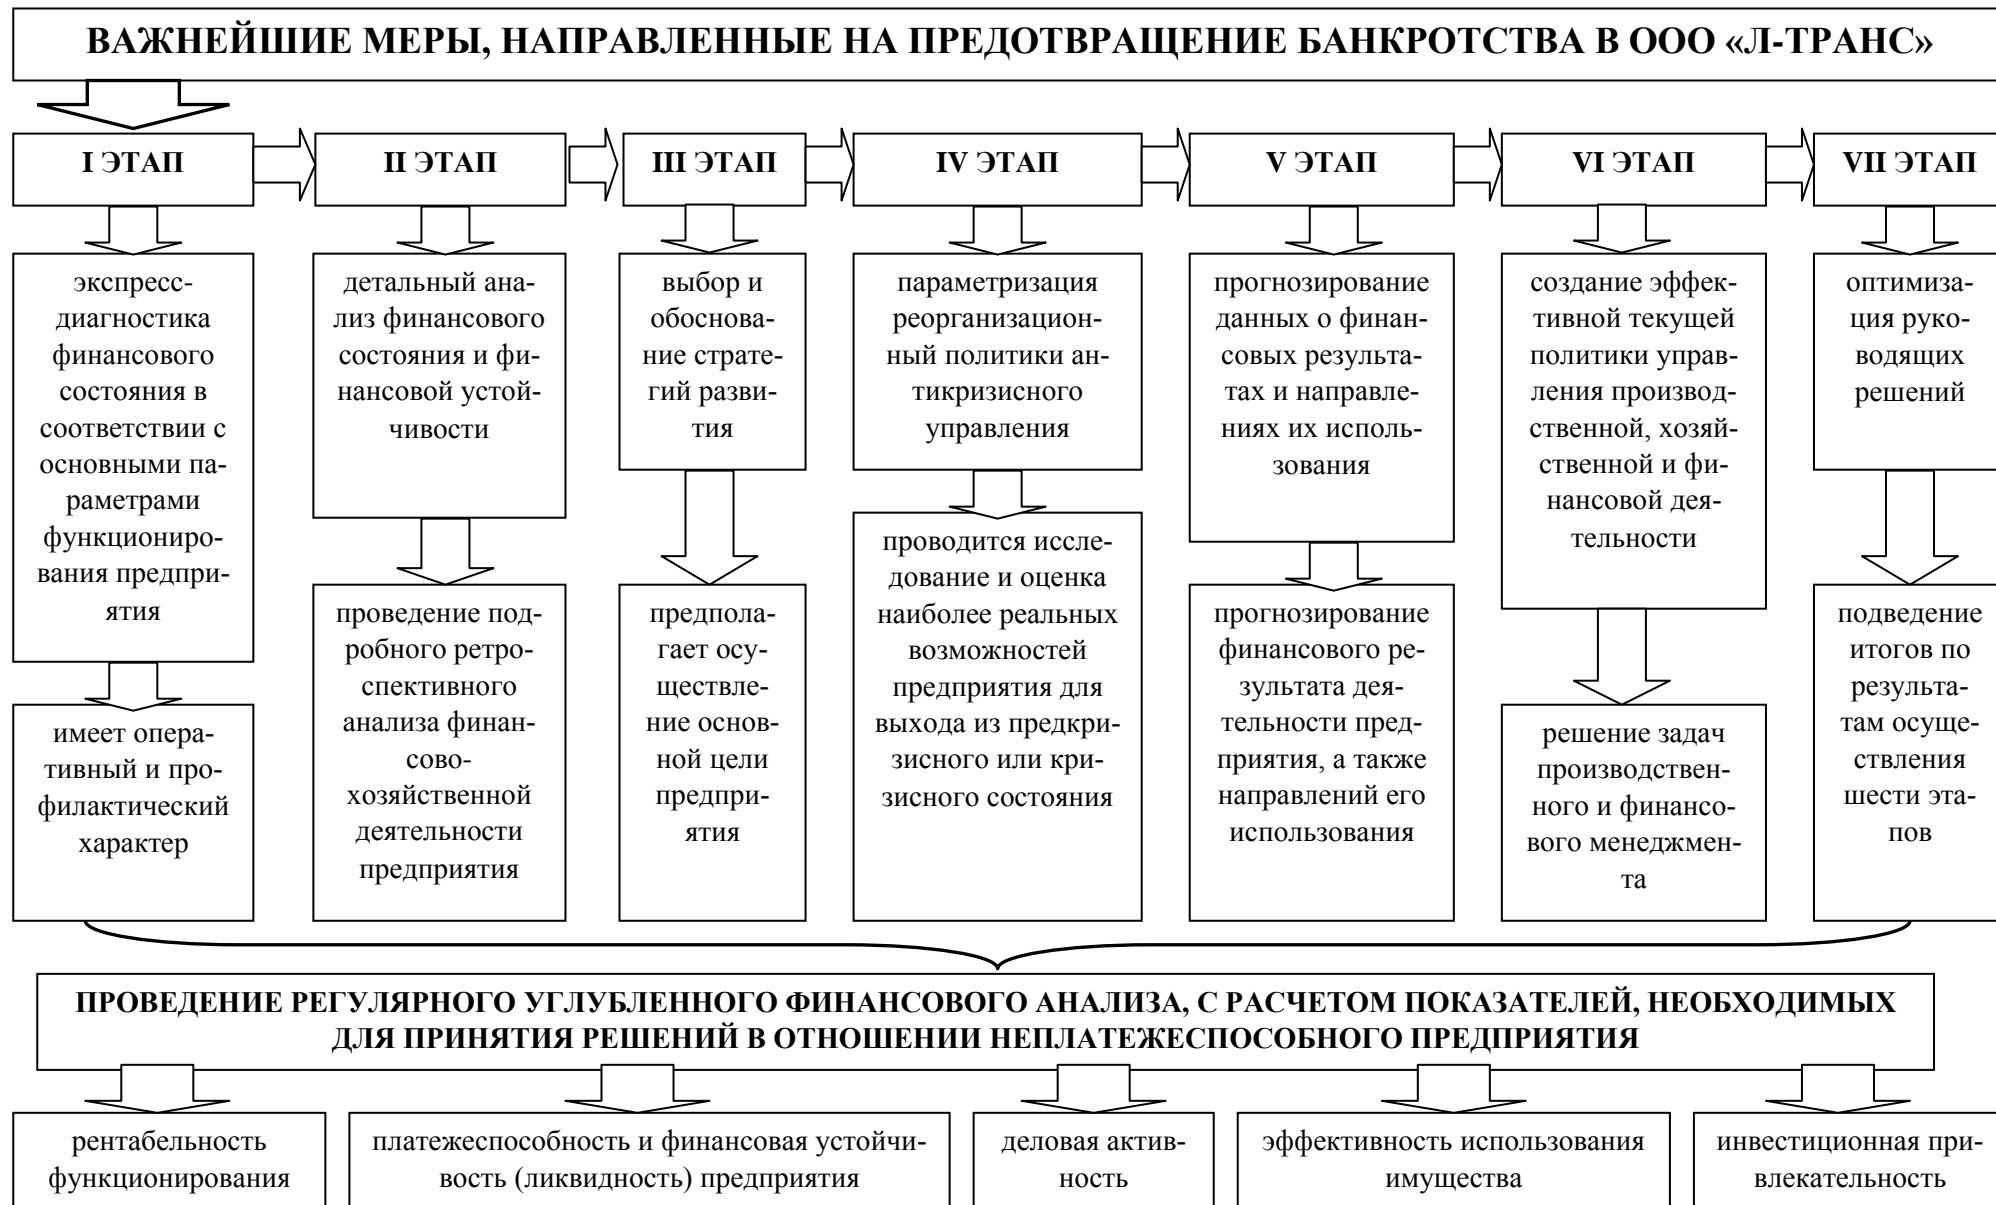 ВАЖНЕЙШИЕ МЕРЫ, НАПРАВЛЕННЫЕ НА ПРЕДОТВРАЩЕНИЕ БАНКРОТСТВА В ООО «Л-ТРАНС»
I ЭТАП
II ЭТАП
III ЭТАП
IV ЭТАП
V ЭТАП
VI ЭТАП
VII ЭТАП
экспресс-
диагностика
финансового
состояния в
соответствии с
основными па-
раметрами
функциониро-
вания предпри-
ятия
детальный ана-
лиз финансового
состояния и фи-
нансовой устой-
чивости
выбор и
обоснова-
ние страте-
гий разви-
тия
параметризация
реорганизацион-
ный политики ан-
тикризисного
управления
прогнозирование
данных о финан-
совых результа-
тах и направле-
ниях их исполь-
зования
создание эффек-
тивной текущей
политики управ-
ления производ-
ственной, хозяй-
ственной и фи-
нансовой дея-
тельности
оптимиза-
ция руко-
водящих
решений
имеет опера-
тивный и про-
филактический
характер
проведение под-
робного ретро-
спективного
анализа финан-
сово-
хозяйственной
деятельности
предприятия
предпола-
гает осу-
ществле-
ние основ-
ной цели
предпри-
ятия
проводится иссле-
дование и оценка
наиболее реальных
возможностей
предприятия для
выхода из предкри-
зисного или кри-
зисного состояния
прогнозирование
финансового ре-
зультата дея-
тельности пред-
приятия, а также
направлений его
использования
решение задач
производствен-
ного и финансо-
вого менеджмен-
та
подведение
итогов по
результа-
там осуще-
ствления
шести эта-
пов
ПРОВЕДЕНИЕ РЕГУЛЯРНОГО УГЛУБЛЕННОГО ФИНАНСОВОГО АНАЛИЗА, С РАСЧЕТОМ ПОКАЗАТЕЛЕЙ, НЕОБХОДИМЫХ
ДЛЯ ПРИНЯТИЯ РЕШЕНИЙ В ОТНОШЕНИИ НЕПЛАТЕЖЕСПОСОБНОГО ПРЕДПРИЯТИЯ
рентабельность
функционирования
платежеспособность и финансовая устойчи-
вость (ликвидность) предприятия
деловая актив-
ность
эффективность использования
имущества
инвестиционная при-
влекательность